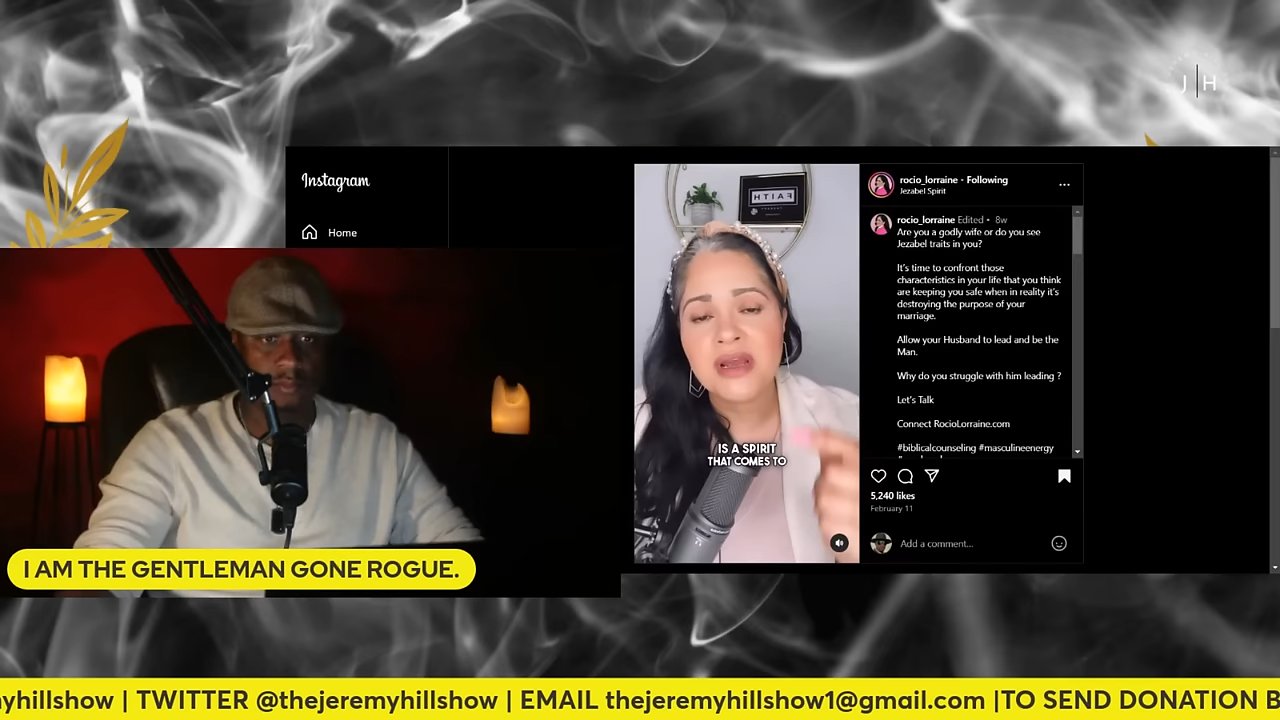 J H
Instagram
Home
HTIAF
rocio_lorraine • Following
Jezabel Spirit
rocio_lorraine Edited • 8w
Are you a godly wife or do you see
Jezabel traits in you?
It's time to confront those
characteristics in your life that you think
are keeping you safe when in reality it's
destroying the purpose of your
marriage.
Allow your Husband to lead and be the
Man.
Why do you struggle with him leading ?
Let's Talk
Connect RocioLorraine.com
#biblicalcounseling #masculineenergy
IS A SPIRIT
THAT COMES TO
5,240 likes
February 11
Add a comment...
I AM THE GENTLEMAN GONE ROGUE.
yhillshow | TWITTER @thejeremyhillshow | EMAIL thejeremyhillshow1@gmail.com |TO SEND DONATION B